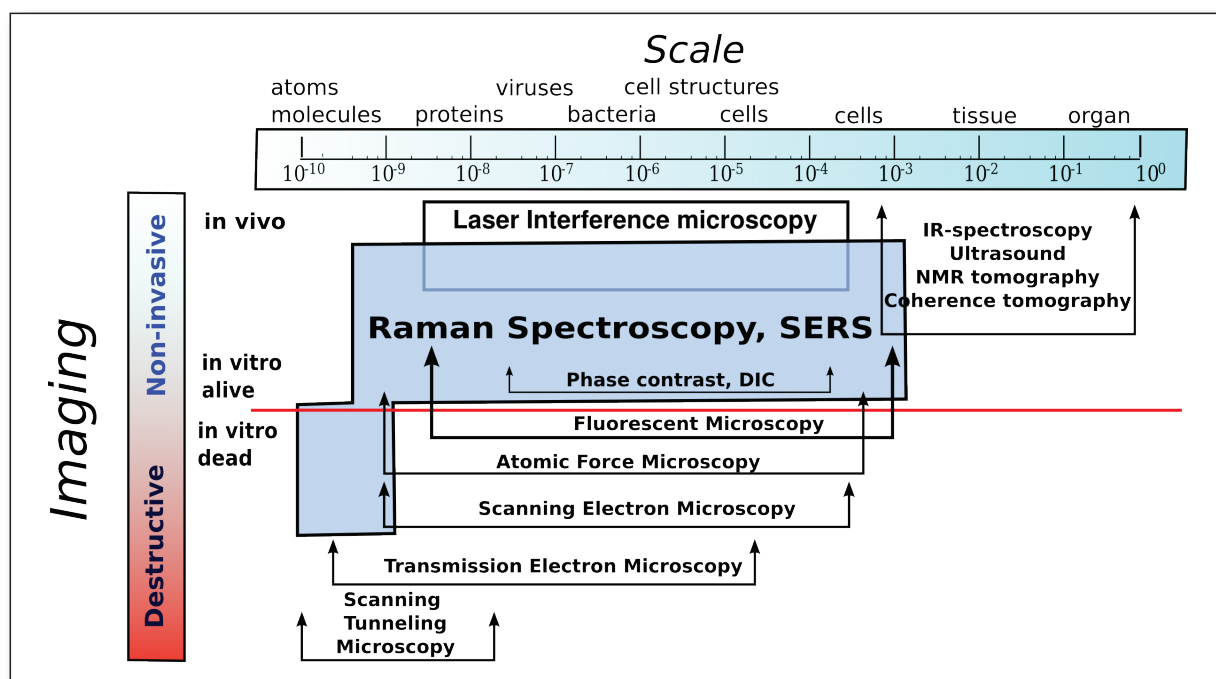 Scale
atoms
molecules
proteins
viruses
bacteria
cell structures
cells
cells
tissue
organ
10^-10 10^-9 10^-8 10^-7 10^-6 10^-5 10^-4 10^-3 10^-2 10^-1 10^0
Imaging
Non-invasive
Destructive
in vivo
in vitro
alive
in vitro
dead
Laser Interference microscopy
IR-spectroscopy
Ultrasound
NMR tomography
Coherence tomography
Raman Spectroscopy, SERS
Phase contrast, DIC
Fluorescent Microscopy
Atomic Force Microscopy
Scanning Electron Microscopy
Transmission Electron Microscopy
Scanning
Tunneling
Microscopy